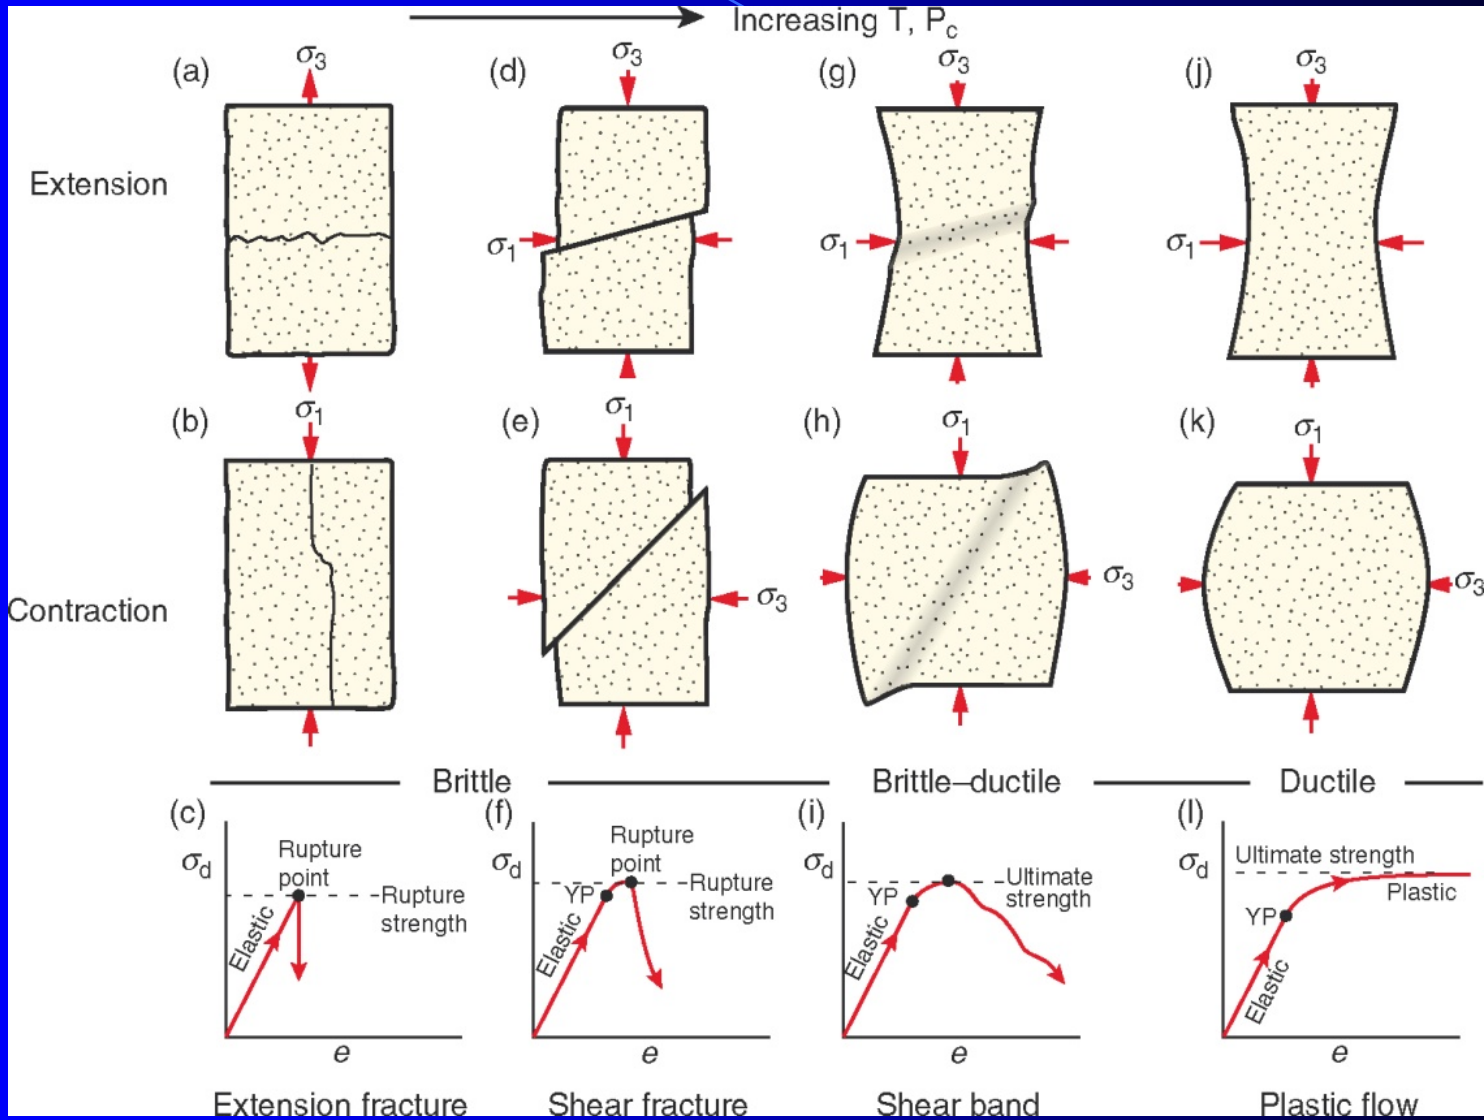 Increasing T, Pc
(a)
σ3
(d)
σ3
(g)
σ3
(j)
σ3
Extension
σ1
σ1
σ1
(b)
σ1
(e)
σ1
(h)
σ1
(k)
σ1
Contraction
σ3
σ3
σ3
Brittle
Brittle–ductile
Ductile
(c)
σd
Rupture
point
Rupture
strength
Elastic
e
(f)
σd
Rupture
point
YP
Rupture
strength
Elastic
e
(i)
σd
YP
Ultimate
strength
Elastic
e
(l)
σd
Ultimate strength
Plastic
YP
Elastic
e
Extension fracture
Shear fracture
Shear band
Plastic flow